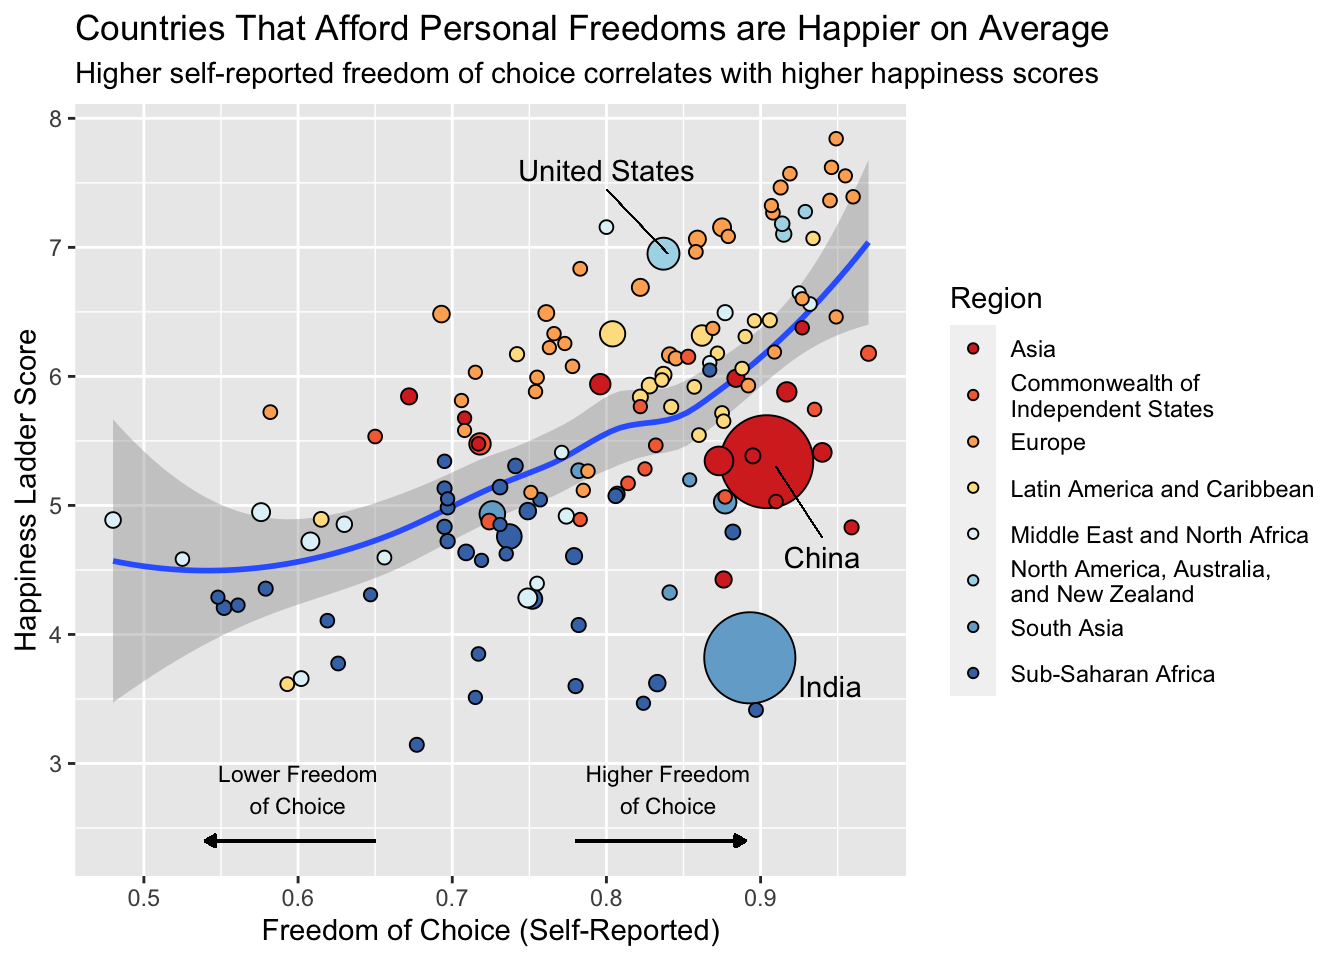 Countries That Afford Personal Freedoms are Happier on Average
Higher self-reported freedom of choice correlates with higher happiness scores
Happiness Ladder Score
8
7
6
5
4
3
United States
China
India
Lower Freedom
of Choice
Higher Freedom
of Choice
0.5
0.6
0.7
0.8
0.9
Freedom of Choice (Self-Reported)
Region
Asia
Commonwealth of
Independent States
Europe
Latin America and Caribbean
Middle East and North Africa
North America, Australia,
and New Zealand
South Asia
Sub-Saharan Africa